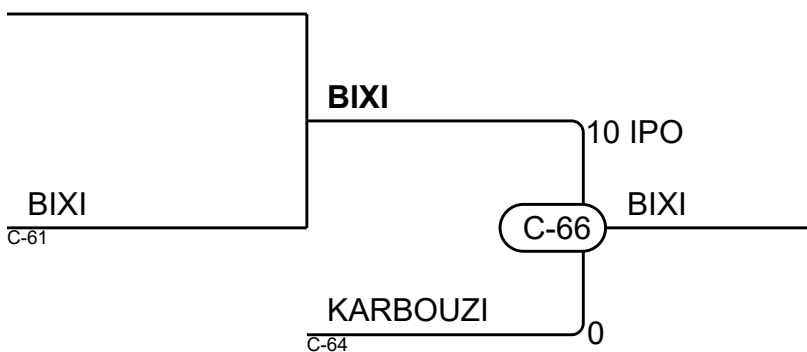 BIXI
10 IPO
BIXI
C-61
C-66
BIXI
KARBOUZI
C-64
0